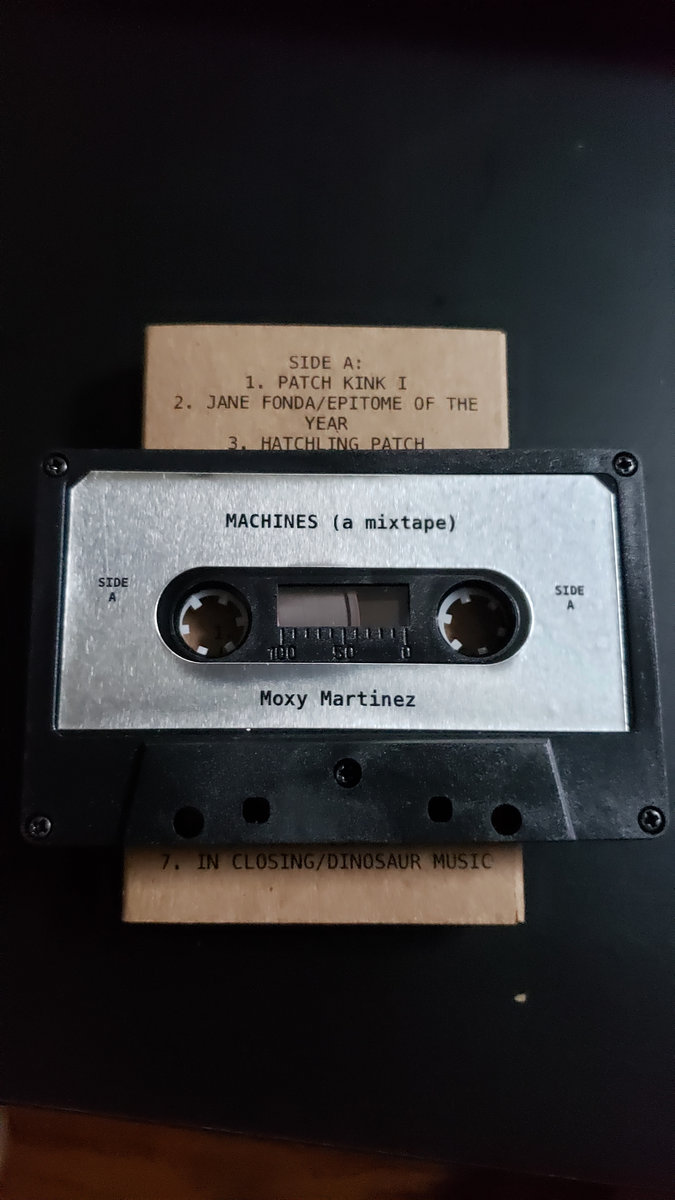 SIDE A:
1. PATCH KINK I
2. JANE FONDA/EPITOME OF THE
YEAR
3. HATCHLING PATCH
MACHINES (a mixtape)
SIDE
A
SIDE
A
100 50 0
Moxy Martinez
7. IN CLOSING/DINOSAUR MUSIC